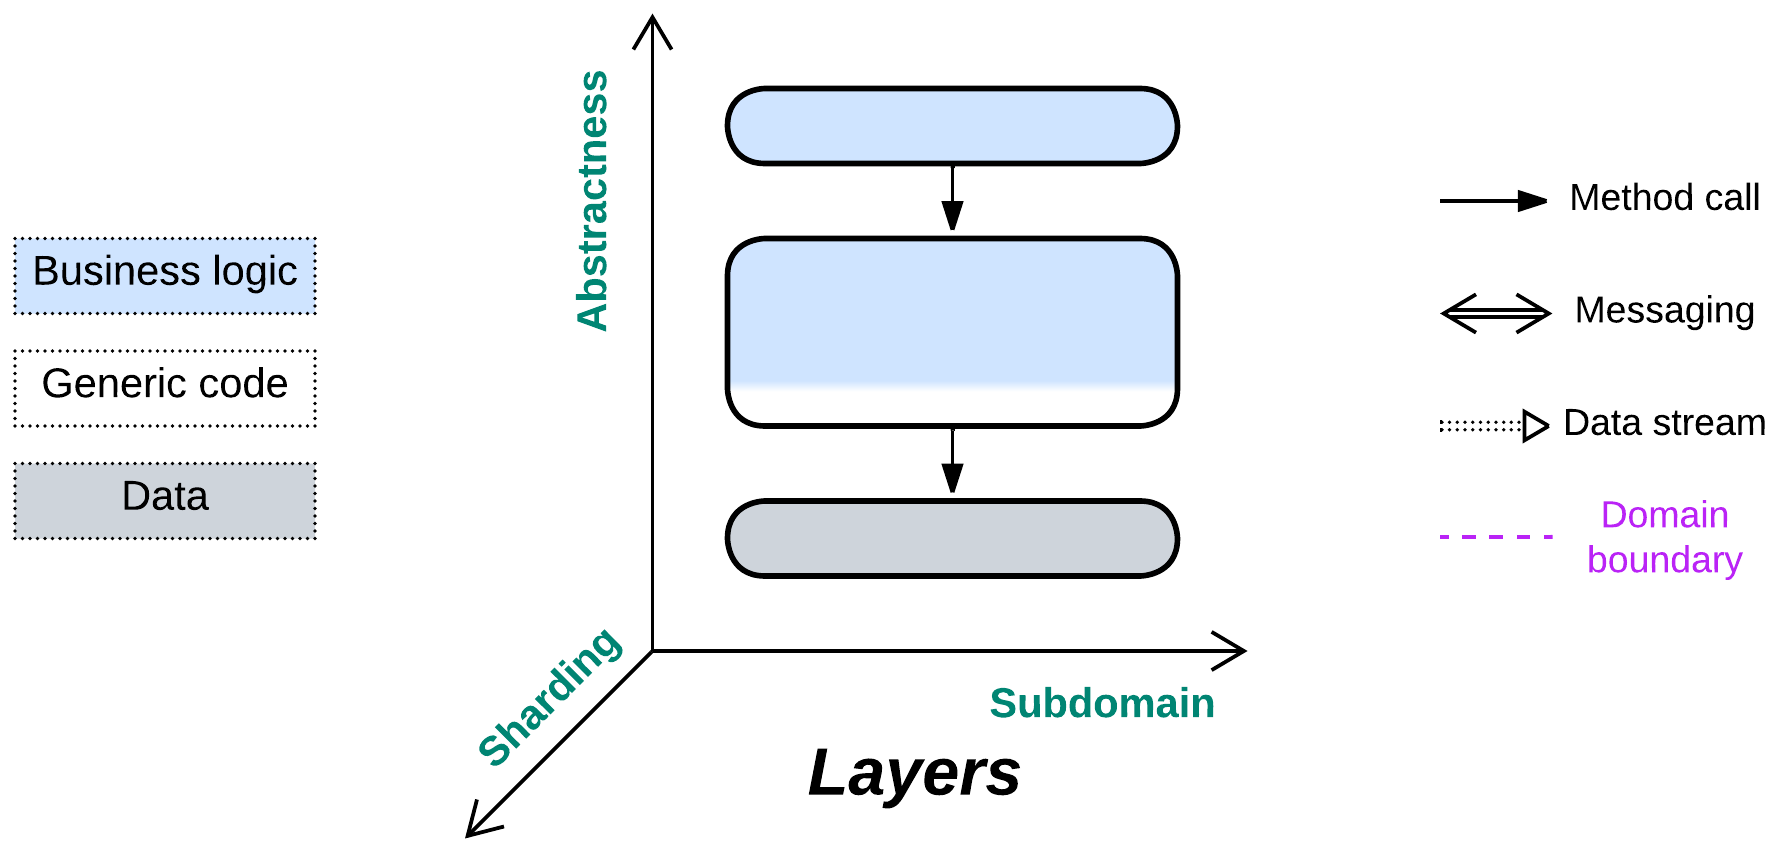 Business logic
Generic code
Data
Abstractness
Sharding
Subdomain
Layers
Method call
Messaging
Data stream
Domain
boundary